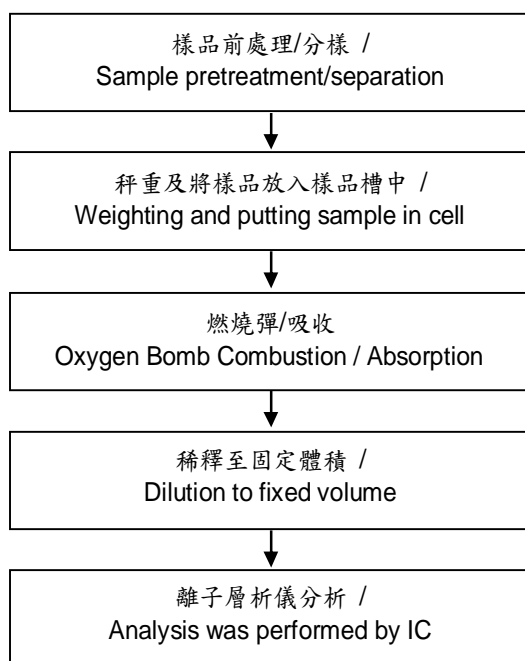 樣品前處理/分樣 /
Sample pretreatment/separation
秤重及將樣品放入樣品槽中 /
Weighting and putting sample in cell
燃燒彈/吸收
Oxygen Bomb Combustion / Absorption
稀釋至固定體積 /
Dilution to fixed volume
離子層析儀分析 /
Analysis was performed by IC